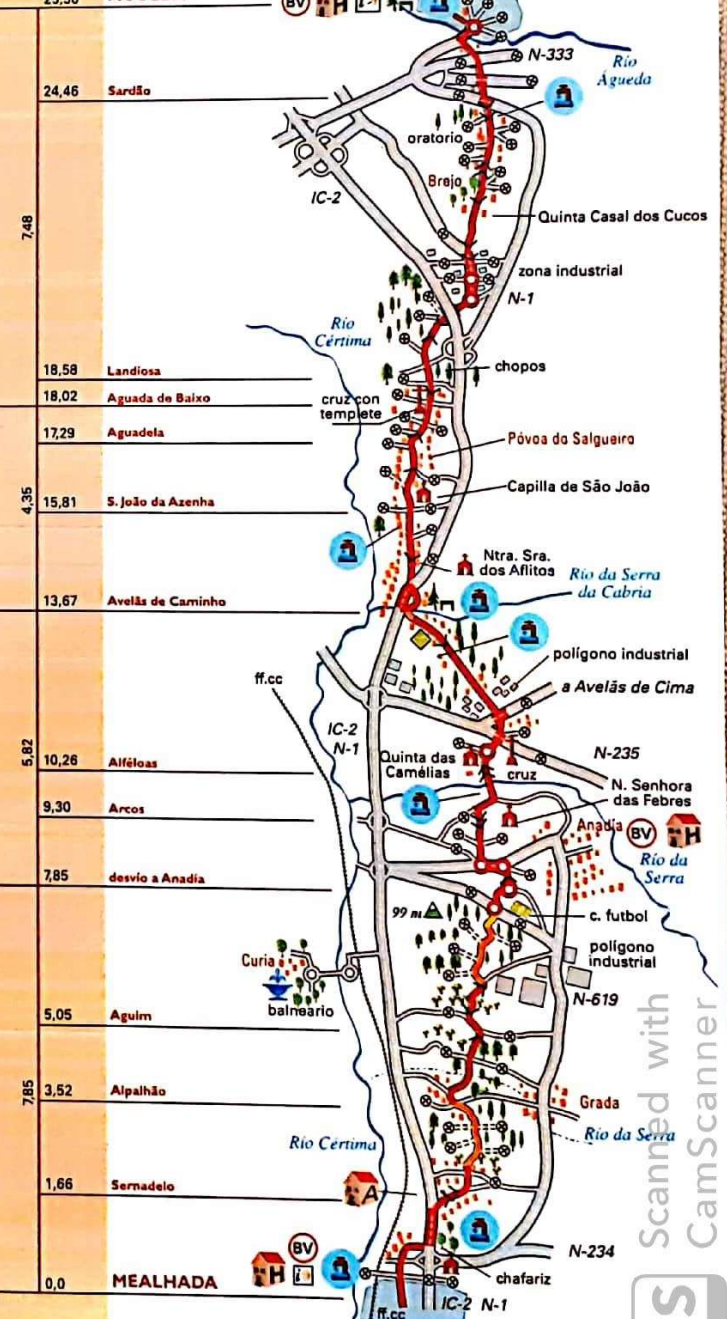 BV
H
N-333
Río
Águeda
24,46 Sardão
oratorio
Brejo
IC-2
7,48
Quinta Casal dos Cucos
zona industrial
N-1
Río
Cértima
18,58 Landiosa
chopos
18,02 Aguada de Baixo
cruz con
templete
17,29 Aguadela
Póvoa do Salgueiro
4,35
15,81 S. João da Azenha
Capilla de São João
Ntra. Sra.
dos Aflitos
Río da Serra
da Cabria
13,67 Avelãs de Caminho
polígono industrial
ff.cc
a Avelãs de Cima
IC-2
N-1
5,82
N-235
10,26 Alféloas
Quinta das
Camélias
cruz
9,30 Arcos
N. Senhora
das Febres
Anadia
BV
H
Río da
Serra
7,85 desvio a Anadia
99 m
c. futbol
polígono
industrial
Curia
N-619
balneario
5,05 Aguim
7,85
3,52 Alpalhão
Grada
Río da Serra
Río Cértima
1,66 Sernadelo
A
N-234
BV
H
chafariz
0,0 MEALHADA
IC-2 N-1
ff.cc
S
Scanned with
CamScanner